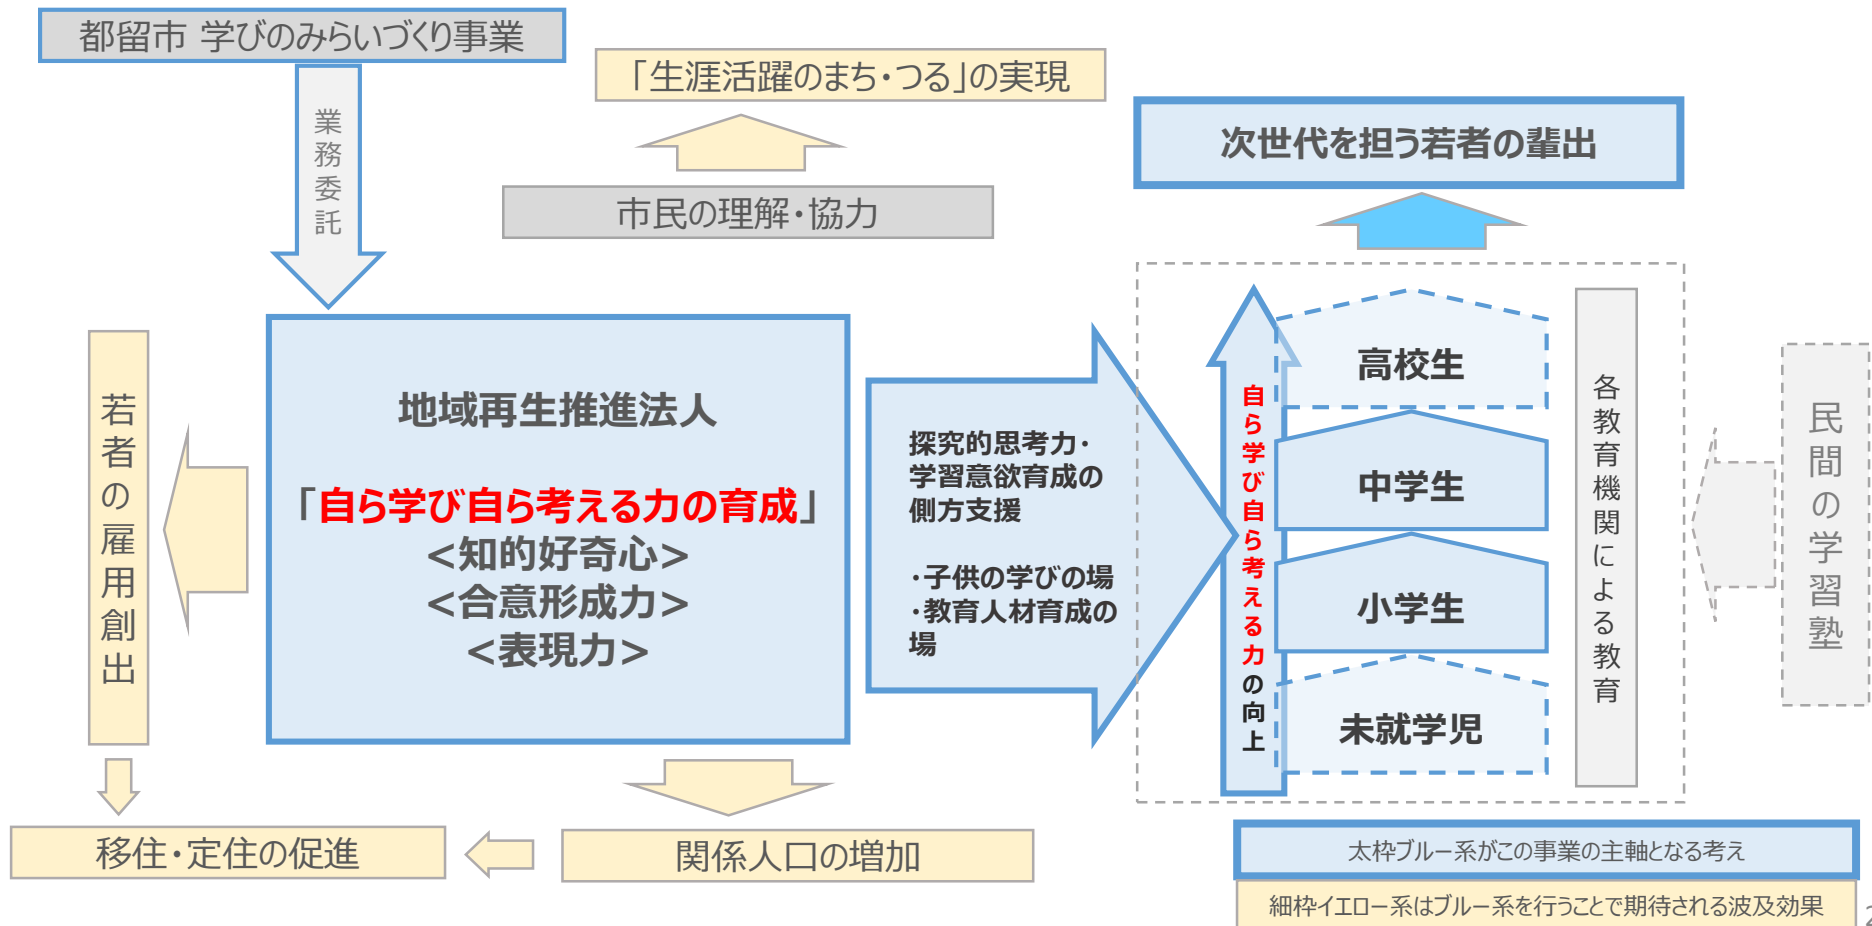 都留市 学びのみらいづくり事業
業務委託
「生涯活躍のまち・つる」の実現
市民の理解・協力
次世代を担う若者の輩出
地域再生推進法人
「自ら学び自ら考える力の育成」
<知的好奇心>
<合意形成力>
<表現力>
若者の雇用創出
移住・定住の促進
関係人口の増加
探究的思考力・
学習意欲育成の
側方支援
・子供の学びの場
・教育人材育成の
場
自ら学び自ら考える力の向上
高校生
中学生
小学生
未就学児
各教育機関による教育
民間の学習塾
太枠ブルー系がこの事業の主軸となる考え
細枠イエロー系はブルー系を行うことで期待される波及効果